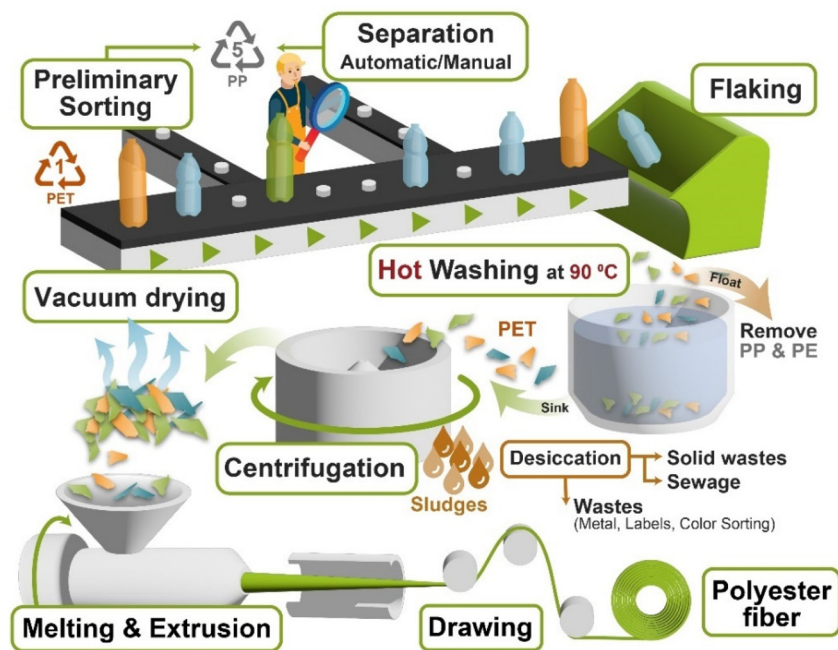 Preliminary
Sorting
5
PP
Separation
Automatic/Manual
Flaking
1
PET
Hot Washing at 90 ºC
Vacuum drying
Float
Remove
PP & PE
PET
Sink
Centrifugation
Sludges
Desiccation
Solid wastes
Sewage
Wastes
(Metal, Labels, Color Sorting)
Melting & Extrusion
Drawing
Polyester
fiber